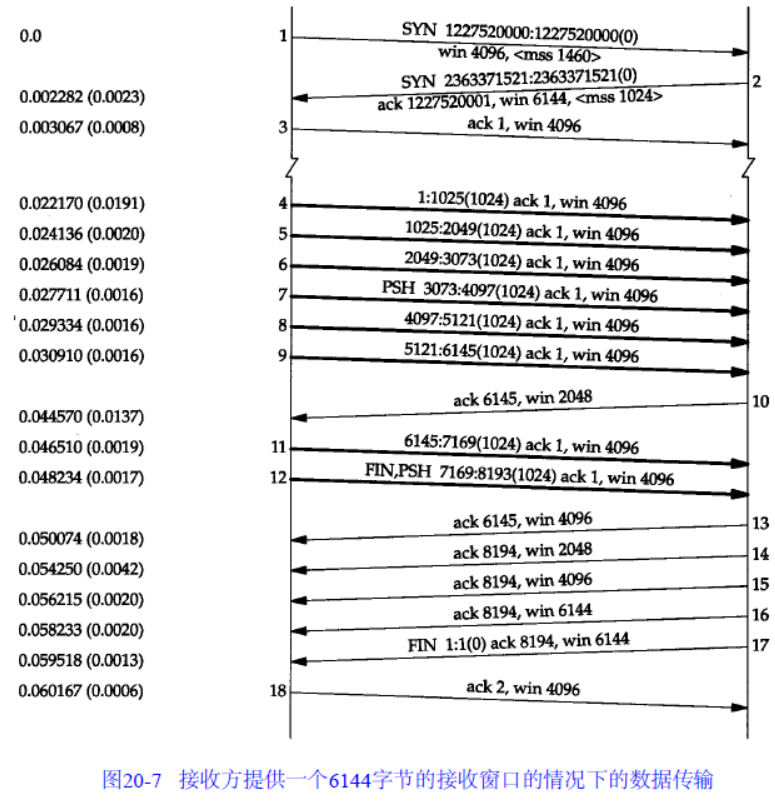 0.0
1
SYN 1227520000:1227520000(0)
win 4096, <mss 1460>
SYN 2363371521:2363371521(0)
2
0.002282 (0.0023)
ack 1227520001, win 6144, <mss 1024>
0.003067 (0.0008)
3
ack 1, win 4096
0.022170 (0.0191)
4
1:1025(1024) ack 1, win 4096
0.024136 (0.0020)
5
1025:2049(1024) ack 1, win 4096
0.026084 (0.0019)
6
2049:3073(1024) ack 1, win 4096
0.027711 (0.0016)
7
PSH 3073:4097(1024) ack 1, win 4096
0.029334 (0.0016)
8
4097:5121(1024) ack 1, win 4096
0.030910 (0.0016)
9
5121:6145(1024) ack 1, win 4096
ack 6145, win 2048
10
0.044570 (0.0137)
0.046510 (0.0019)
11
6145:7169(1024) ack 1, win 4096
0.048234 (0.0017)
12
FIN,PSH 7169:8193(1024) ack 1, win 4096
ack 6145, win 4096
13
0.050074 (0.0018)
ack 8194, win 2048
14
0.054250 (0.0042)
ack 8194, win 4096
15
0.056215 (0.0020)
ack 8194, win 6144
16
0.058233 (0.0020)
FIN 1:1(0) ack 8194, win 6144
17
0.059518 (0.0013)
0.060167 (0.0006)
18
ack 2, win 4096
图20-7 接收方提供一个6144字节的接收窗口的情况下的数据传输